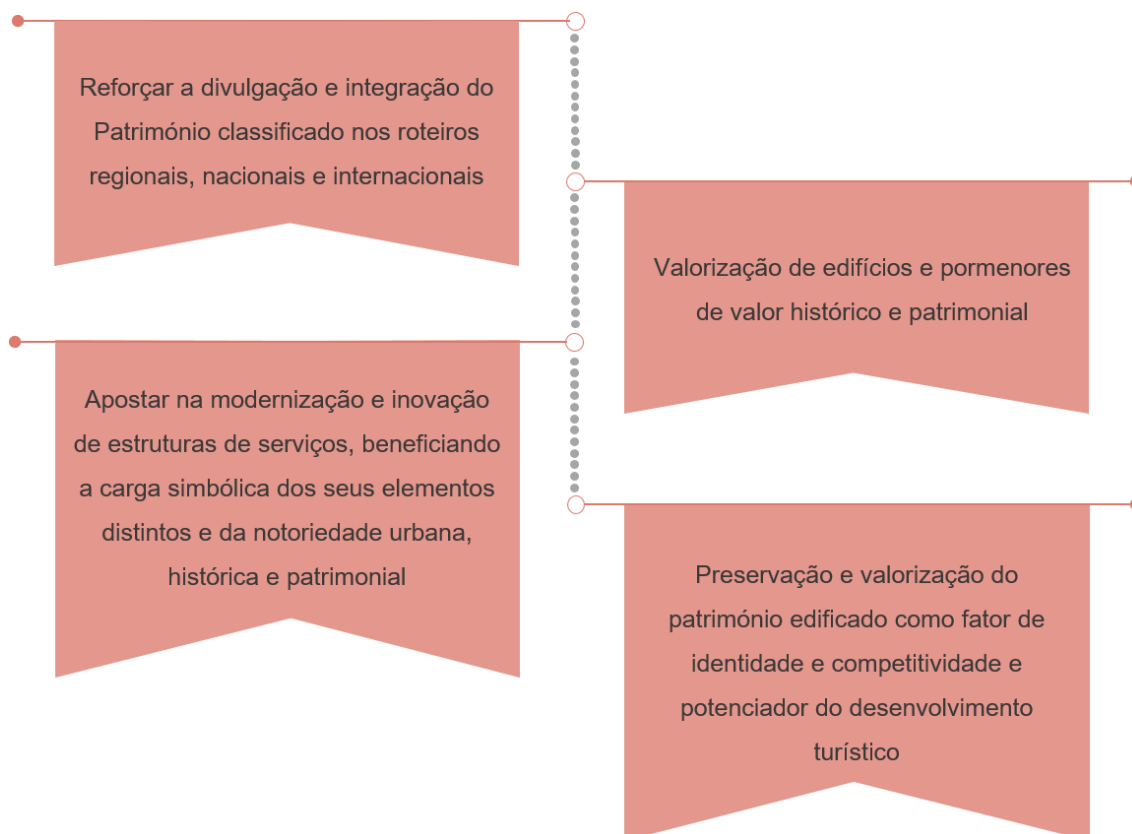 Reforçar a divulgação e integração do
Património classificado nos roteiros
regionais, nacionais e internacionais
Valorização de edifícios e pormenores
de valor histórico e patrimonial
Apostar na modernização e inovação
de estruturas de serviços, beneficiando
a carga simbólica dos seus elementos
distintos e da notoriedade urbana,
histórica e patrimonial
Preservação e valorização do
património edificado como fator de
identidade e competitividade e
potenciador do desenvolvimento
turístico